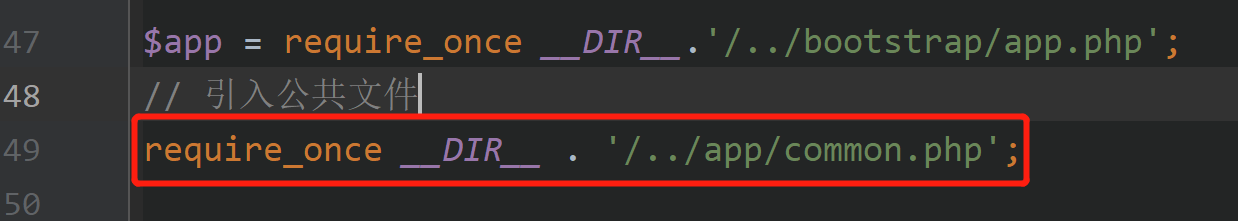 47 $app = require_once __DIR__.'/../bootstrap/app.php';
48 // 引入公共文件
49 require_once __DIR__ . '/../app/common.php';
50